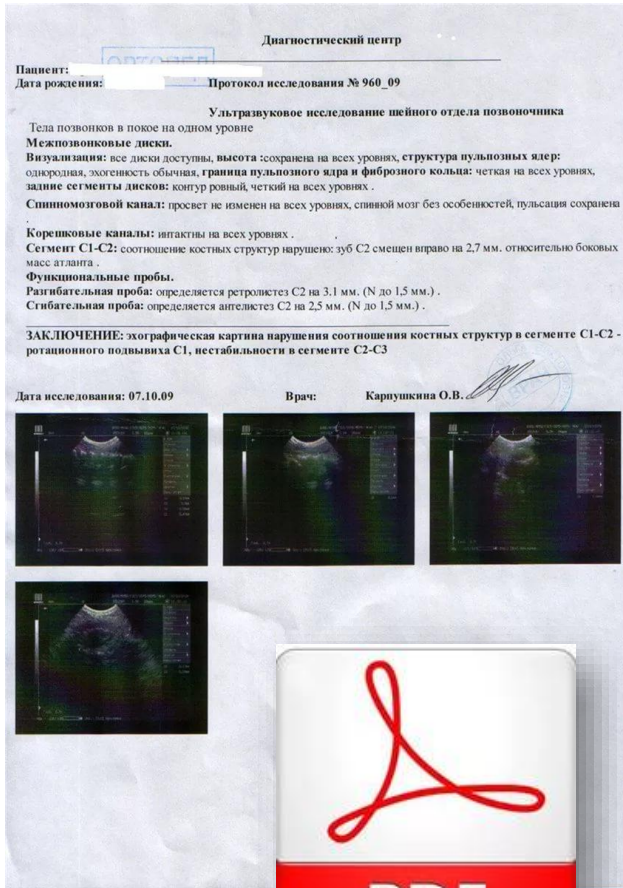 Диагностический центр
ОРТОПЕД
Пациент:
Дата рождения: Протокол исследования № 960_09
Ультразвуковое исследование шейного отдела позвоночника
Тела позвонков в покое на одном уровне
Межпозвонковые диски.
Визуализация: все диски доступны, высота :сохранена на всех уровнях, структура пульпозных ядер:
однородная, эхогенность обычная, граница пульпозного ядра и фиброзного кольца: четкая на всех уровнях,
задние сегменты дисков: контур ровный, четкий на всех уровнях .
Спинномозговой канал: просвет не изменен на всех уровнях, спинной мозг без особенностей, пульсация сохранена
.
Корешковые каналы: интактны на всех уровнях . .
Сегмент С1-С2: соотношение костных структур нарушено: зуб С2 смещен вправо на 2,7 мм. относительно боковых
масс атланта .
Функциональные пробы.
Разгибательная проба: определяется ретролистез С2 на 3,1 мм. (N до 1,5 мм.) .
Сгибательная проба: определяется антелистез С2 на 2,5 мм. (N до 1,5 мм.) .
ЗАКЛЮЧЕНИЕ: эхографическая картина нарушения соотношения костных структур в сегменте С1-С2 -
ротационного подвывиха С1, нестабильности в сегменте С2-С3
Дата исследования: 07.10.09 Врач: Карпушкина О.В.
PDF